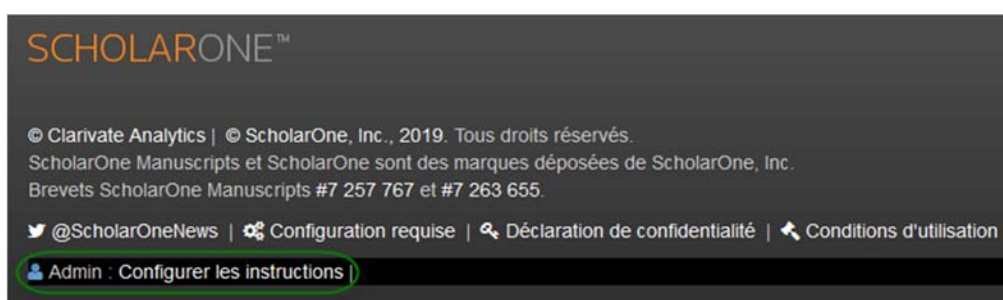 SCHOLARONE™
© Clarivate Analytics | © ScholarOne, Inc., 2019. Tous droits réservés.
ScholarOne Manuscripts et ScholarOne sont des marques déposées de ScholarOne, Inc.
Brevets ScholarOne Manuscripts #7 257 767 et #7 263 655.
@ScholarOneNews | Configuration requise | Déclaration de confidentialité | Conditions d'utilisation
Admin : Configurer les instructions |